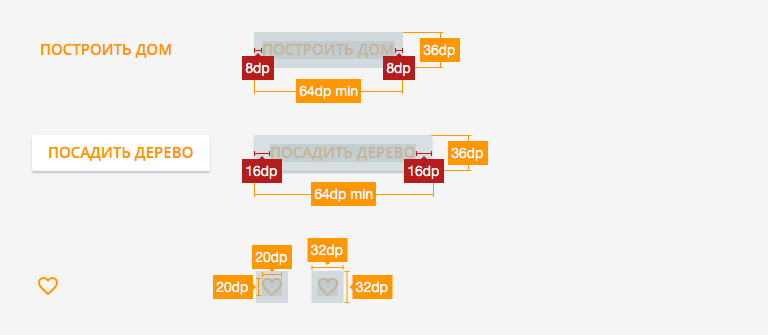 ПОСТРОИТЬ ДОМ
ПОСТРОИТЬ ДОМ
36dp
8dp
8dp
64dp min
ПОСАДИТЬ ДЕРЕВО
ПОСАДИТЬ ДЕРЕВО
36dp
16dp
16dp
64dp min
20dp
32dp
20dp
32dp